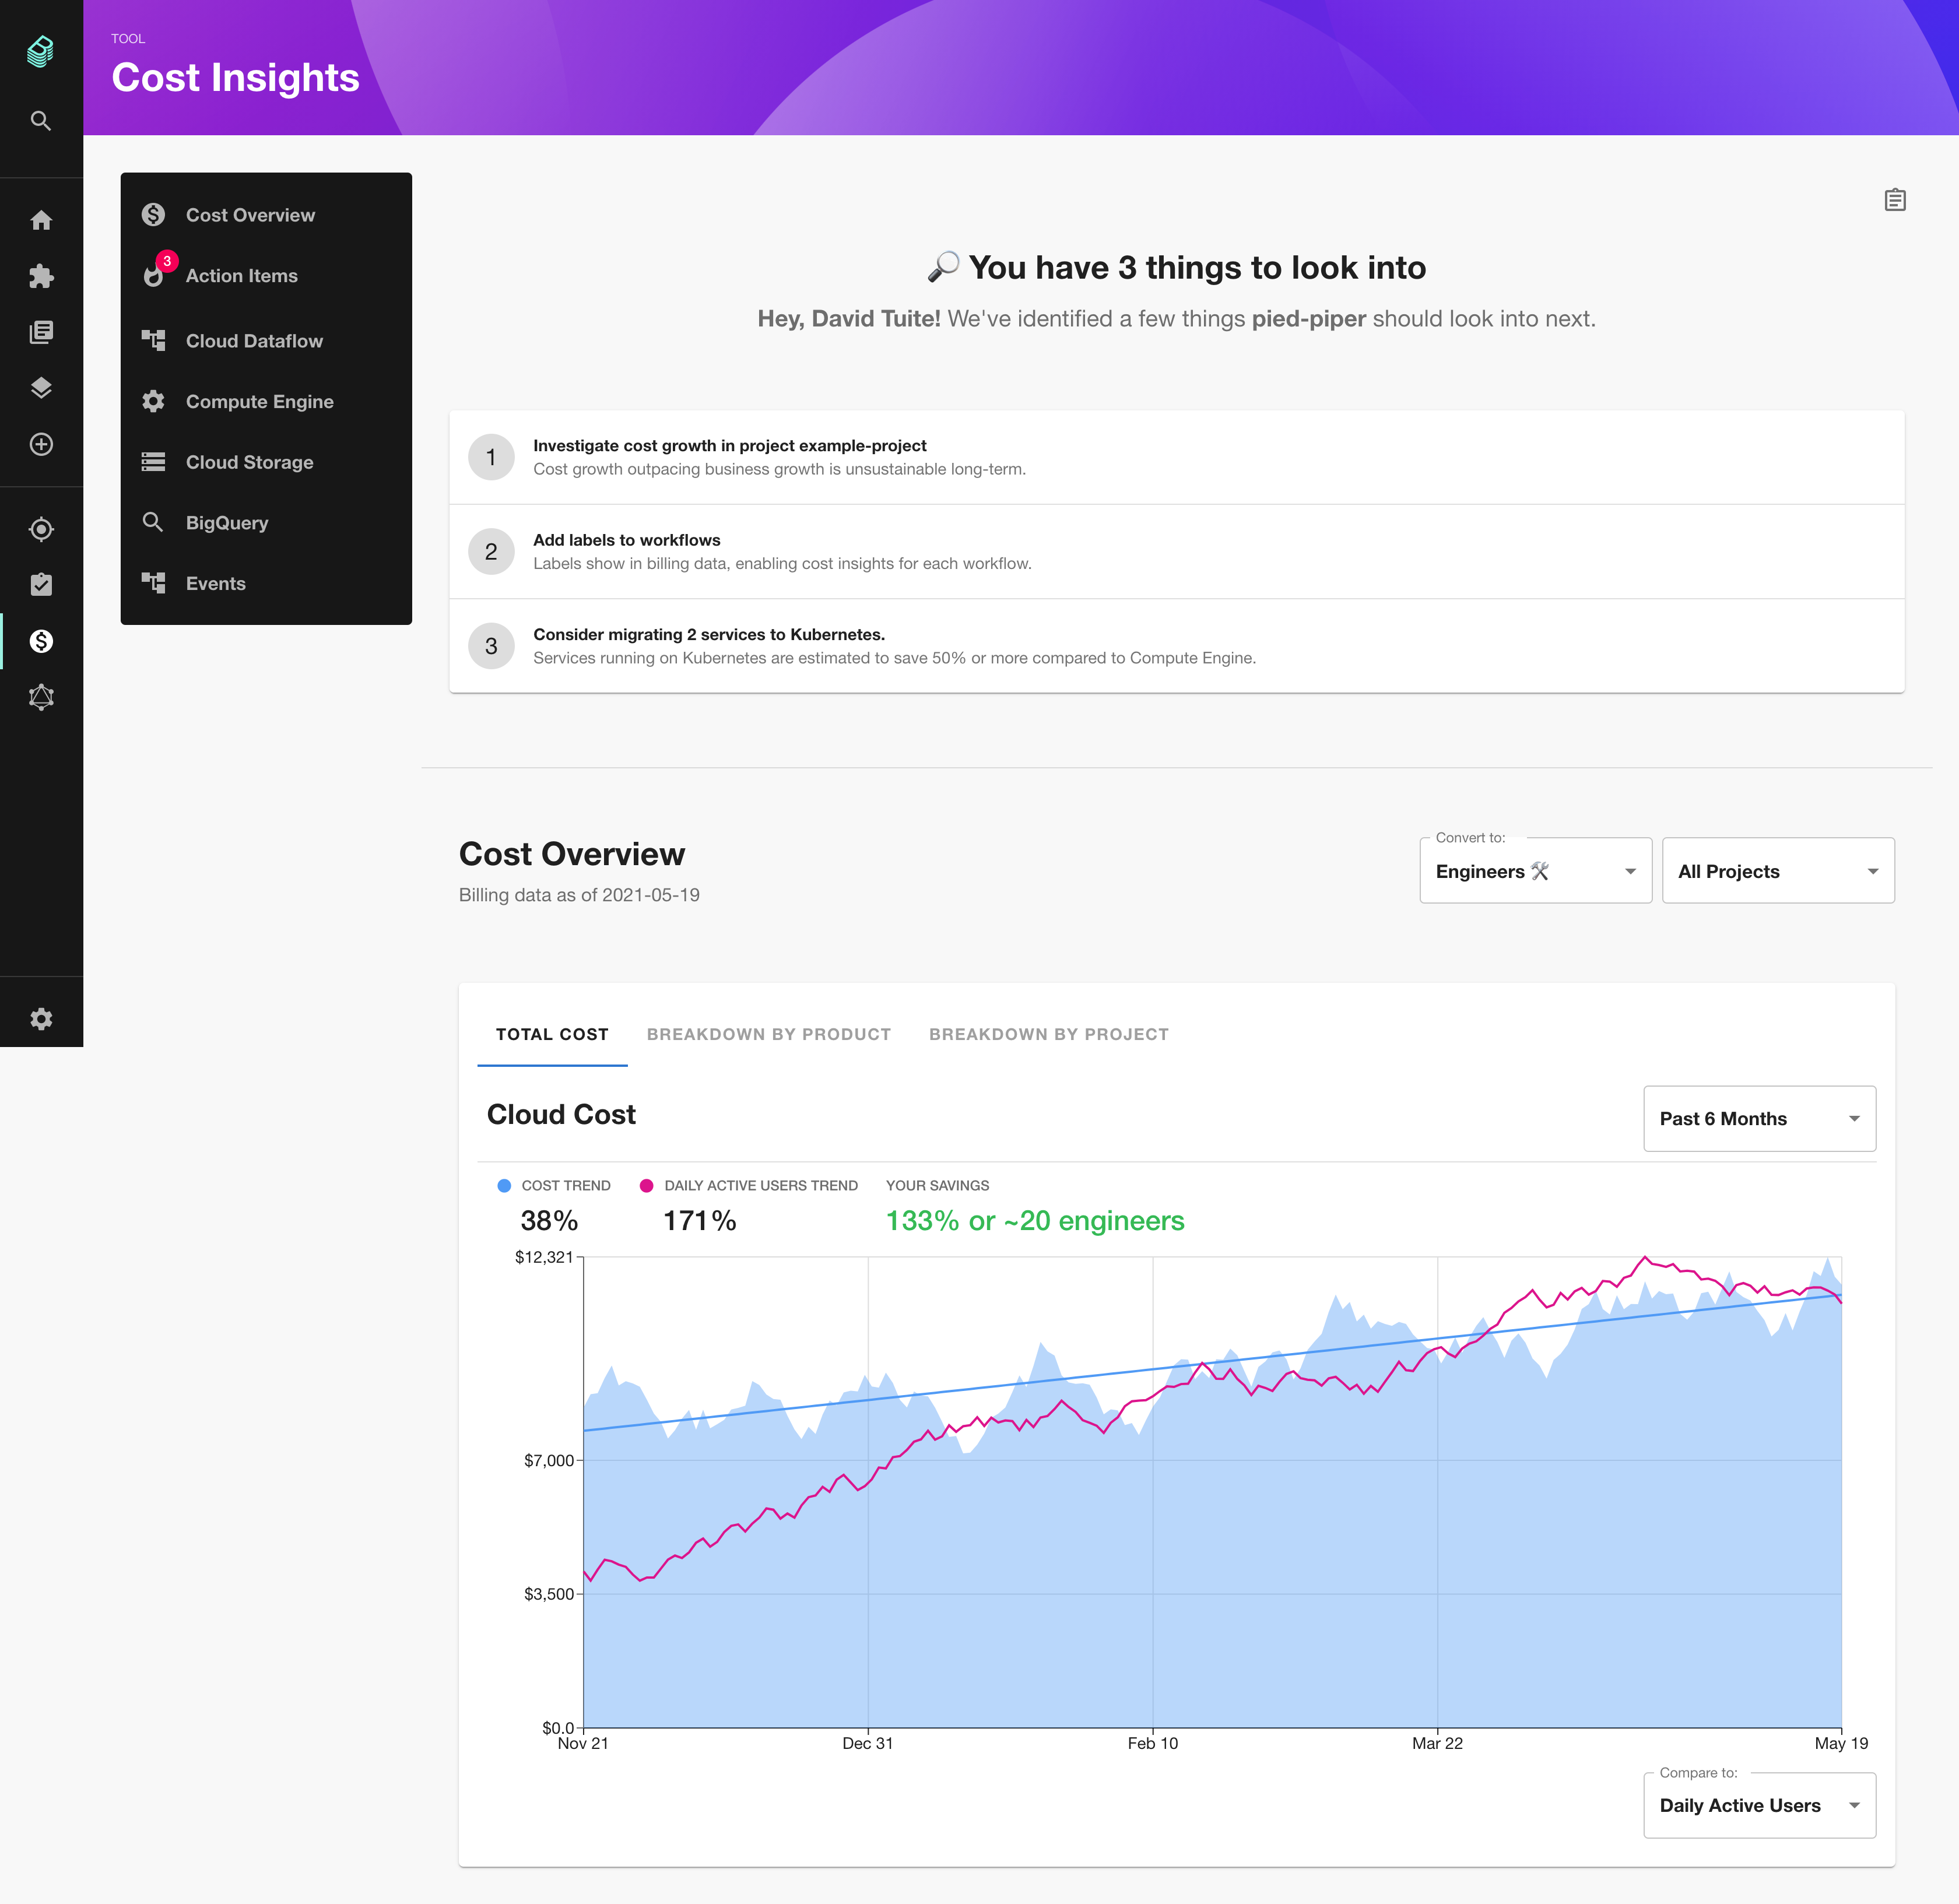 TOOL
Cost Insights
Cost Overview
3
Action Items
Cloud Dataflow
Compute Engine
Cloud Storage
BigQuery
Events
You have 3 things to look into
Hey, David Tuite! We've identified a few things pied-piper should look into next.
1
Investigate cost growth in project example-project
Cost growth outpacing business growth is unsustainable long-term.
2
Add labels to workflows
Labels show in billing data, enabling cost insights for each workflow.
3
Consider migrating 2 services to Kubernetes.
Services running on Kubernetes are estimated to save 50% or more compared to Compute Engine.
Cost Overview
Billing data as of 2021-05-19
Convert to:
Engineers 🛠
All Projects
TOTAL COST
BREAKDOWN BY PRODUCT
BREAKDOWN BY PROJECT
Cloud Cost
Past 6 Months
COST TREND
38%
DAILY ACTIVE USERS TREND
171%
YOUR SAVINGS
133% or ~20 engineers
$12,321
$7,000
$3,500
$0.0
Nov 21
Dec 31
Feb 10
Mar 22
May 19
Compare to:
Daily Active Users